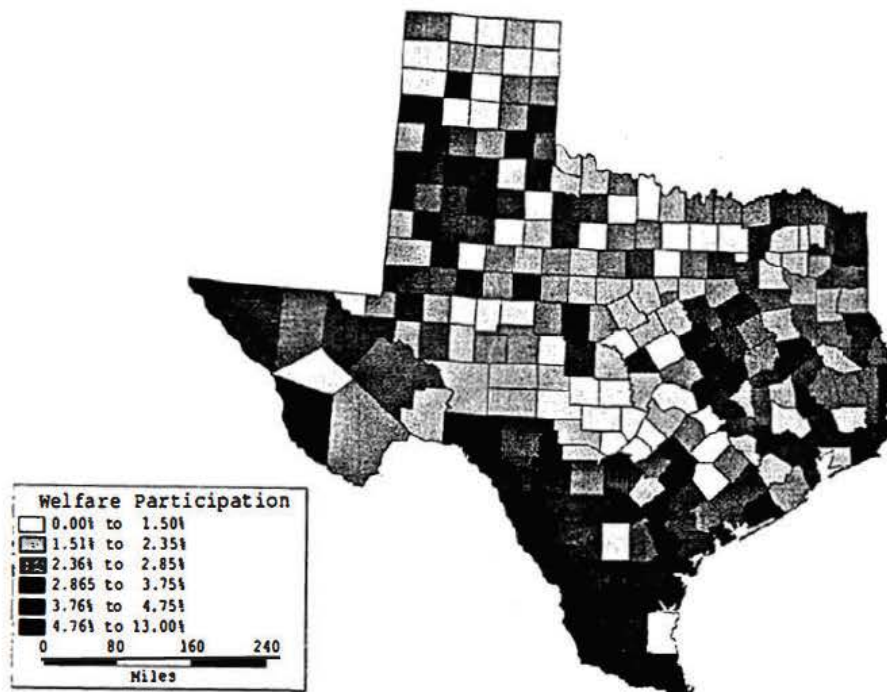 Welfare Participation
0.00% to 1.50%
1.51% to 2.35%
2.36% to 2.85%
2.865 to 3.75%
3.76% to 4.75%
4.76% to 13.00%
0 80 160 240
Miles